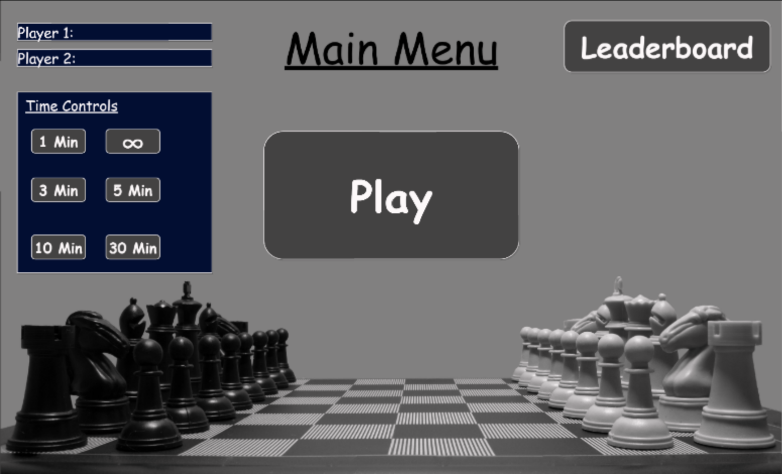 Player 1:
Player 2:
Main Menu
Leaderboard
Time Controls
1 Min
∞
3 Min
5 Min
10 Min
30 Min
Play